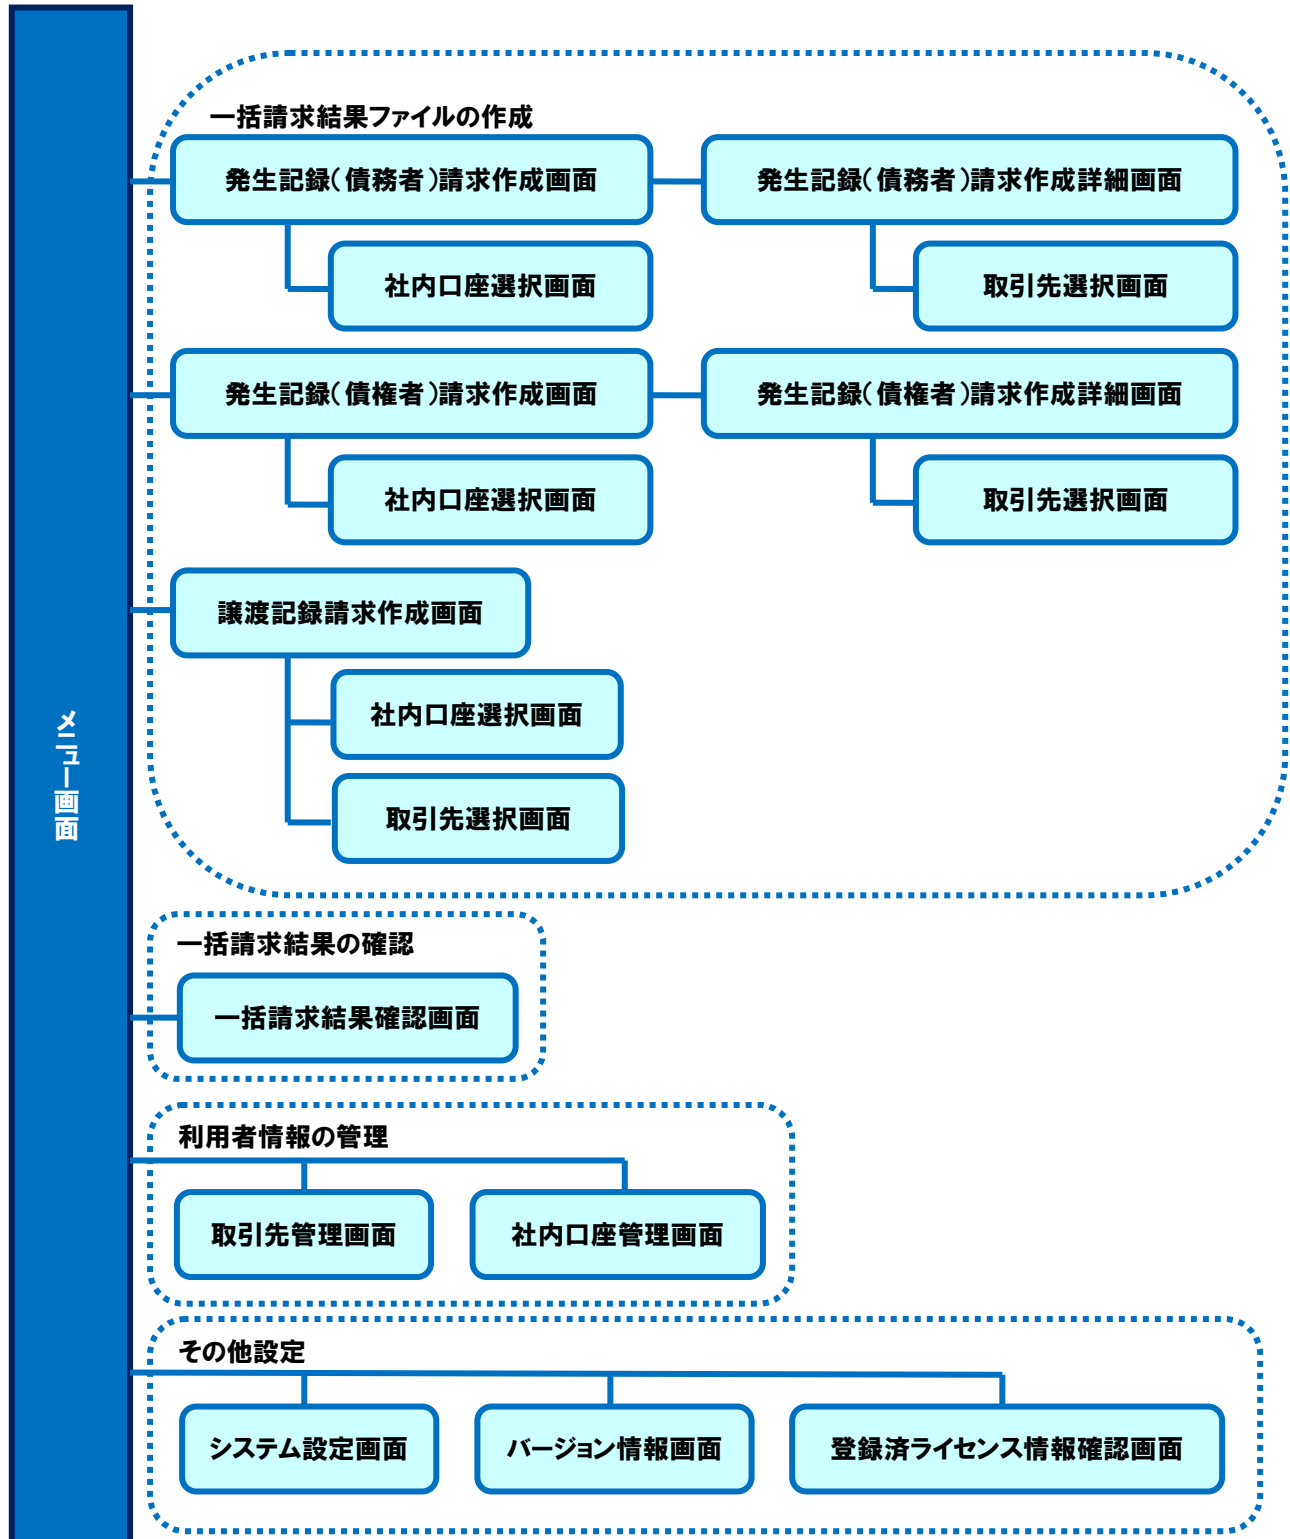 メニュー画面
一括請求結果ファイルの作成
発生記録（債務者）請求作成画面
発生記録（債務者）請求作成詳細画面
社内口座選択画面
取引先選択画面
発生記録（債権者）請求作成画面
発生記録（債権者）請求作成詳細画面
社内口座選択画面
取引先選択画面
譲渡記録請求作成画面
社内口座選択画面
取引先選択画面
一括請求結果の確認
一括請求結果確認画面
利用者情報の管理
取引先管理画面
社内口座管理画面
その他設定
システム設定画面
バージョン情報画面
登録済ライセンス情報確認画面